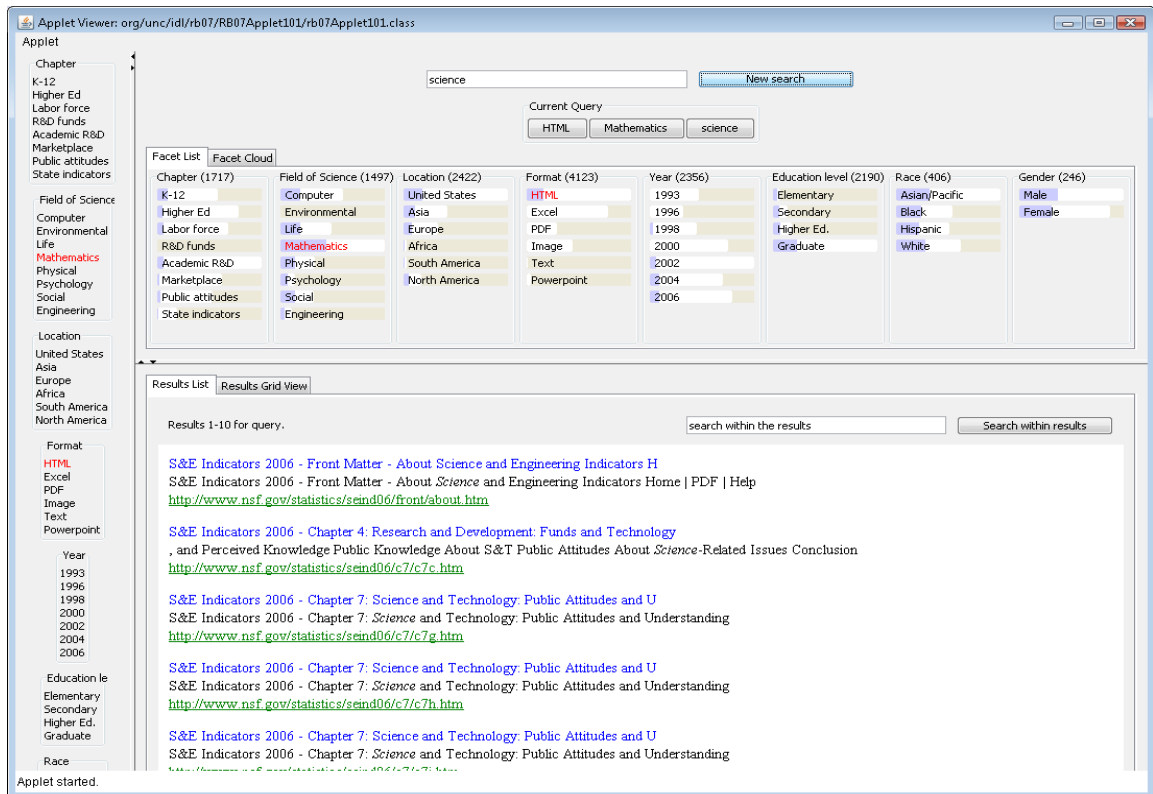 Applet Viewer: org/unc/idl/rb07/RB07Applet101/rb07Applet101.class
Applet
Chapter
K-12
Higher Ed
Labor force
R&D funds
Academic R&D
Marketplace
Public attitudes
State indicators
Field of Science
Computer
Environmental
Life
Mathematics
Physical
Psychology
Social
Engineering
Location
United States
Asia
Europe
Africa
South America
North America
Format
HTML
Excel
PDF
Image
Text
Powerpoint
Year
1993
1996
1998
2000
2002
2004
2006
Education le
Elementary
Secondary
Higher Ed.
Graduate
Race
science
New search
Current Query
HTML Mathematics science
Facet List Facet Cloud
Chapter (1717)
K-12
Higher Ed
Labor force
R&D funds
Academic R&D
Marketplace
Public attitudes
State indicators
Field of Science (1497)
Computer
Environmental
Life
Mathematics
Physical
Psychology
Social
Engineering
Location (2422)
United States
Asia
Europe
Africa
South America
North America
Format (4123)
HTML
Excel
PDF
Image
Text
Powerpoint
Year (2356)
1993
1996
1998
2000
2002
2004
2006
Education level (2190)
Elementary
Secondary
Higher Ed.
Graduate
Race (406)
Asian/Pacific
Black
Hispanic
White
Gender (246)
Male
Female
Results List Results Grid View
Results 1-10 for query.
search within the results
Search within results
S&E Indicators 2006 - Front Matter - About Science and Engineering Indicators H
S&E Indicators 2006 - Front Matter - About Science and Engineering Indicators Home | PDF | Help
http://www.nsf.gov/statistics/seind06/front/about.htm
S&E Indicators 2006 - Chapter 4: Research and Development: Funds and Technology
, and Perceived Knowledge Public Knowledge About S&T Public Attitudes About Science-Related Issues Conclusion
http://www.nsf.gov/statistics/seind06/c7/c7c.htm
S&E Indicators 2006 - Chapter 7: Science and Technology: Public Attitudes and U
S&E Indicators 2006 - Chapter 7: Science and Technology: Public Attitudes and Understanding
http://www.nsf.gov/statistics/seind06/c7/c7g.htm
S&E Indicators 2006 - Chapter 7: Science and Technology: Public Attitudes and U
S&E Indicators 2006 - Chapter 7: Science and Technology: Public Attitudes and Understanding
http://www.nsf.gov/statistics/seind06/c7/c7h.htm
S&E Indicators 2006 - Chapter 7: Science and Technology: Public Attitudes and U
S&E Indicators 2006 - Chapter 7: Science and Technology: Public Attitudes and Understanding
Applet started.